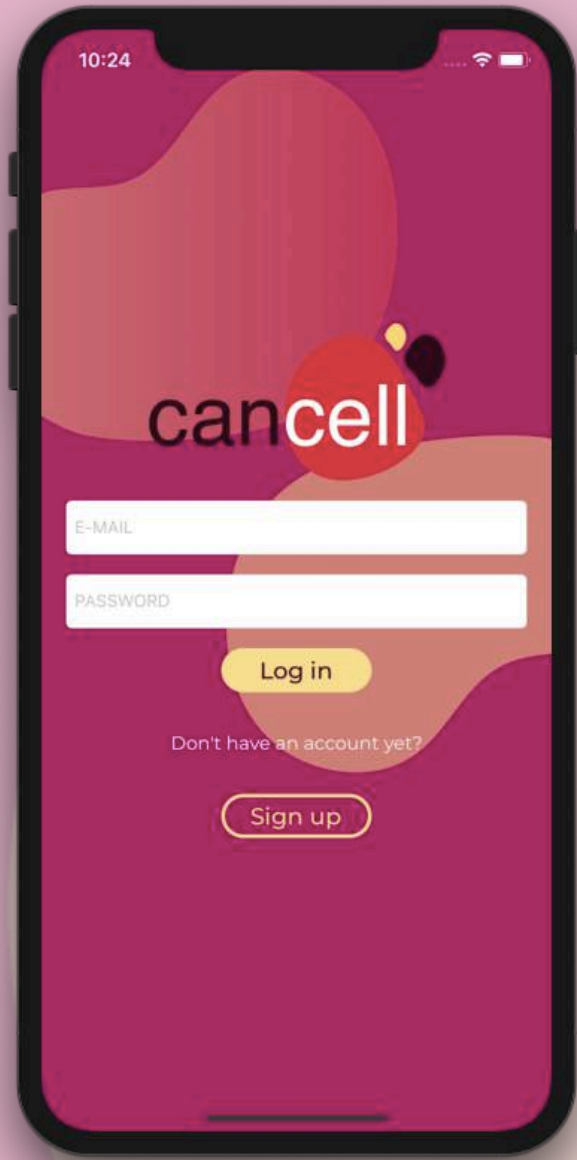 10:24
cancell
E-MAIL
PASSWORD
Log in
Don't have an account yet?
Sign up